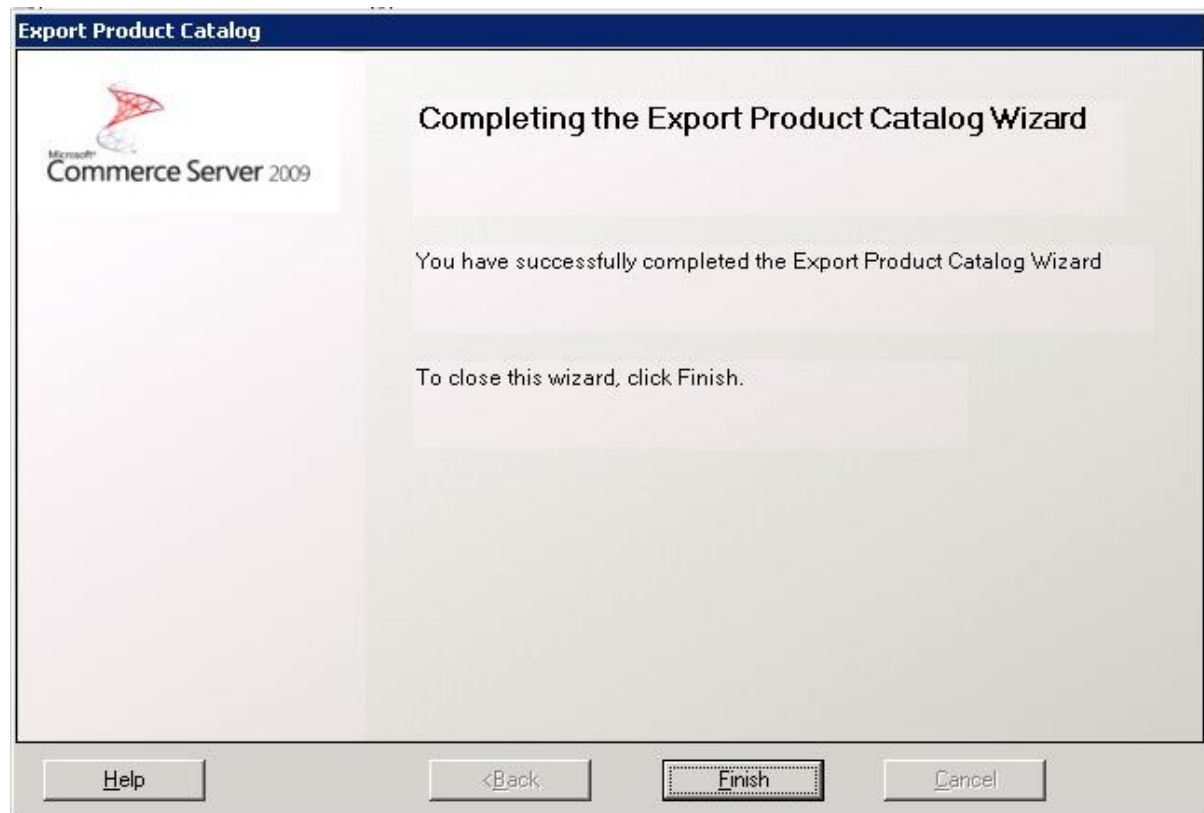 Export Product Catalog
Microsoft
Commerce Server 2009
Completing the Export Product Catalog Wizard
You have successfully completed the Export Product Catalog Wizard
To close this wizard, click Finish.
Help
<Back
Finish
Cancel